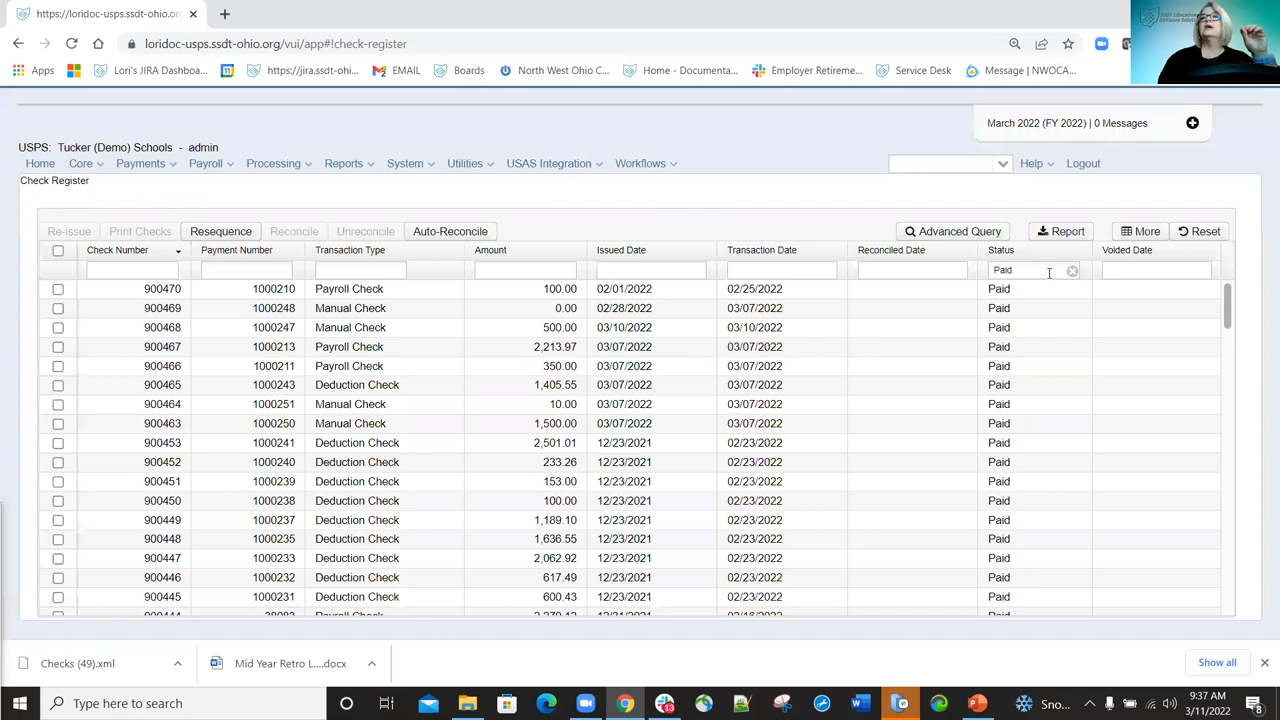 https://loridoc-usps.ssdt-ohio.org/
loridoc-usps.ssdt-ohio.org/vui/app#!check-register
Apps Lori's JIRA Dashboa... https://jira.ssdt-ohi... EMAIL Boards North West Ohio C... Home - Documenta... Employer Retireme... Service Desk Message | NWOCA...
March 2022 (FY 2022) | 0 Messages
USPS: Tucker (Demo) Schools - admin
Home Core Payments Payroll Processing Reports System Utilities USAS Integration Workflows Help Logout
Check Register
Re-issue Print Checks Resequence Reconcile Unreconcile Auto-Reconcile Advanced Query Report More Reset
Check Number Payment Number Transaction Type Amount Issued Date Transaction Date Reconciled Date Status Voided Date
Paid
900470 1000210 Payroll Check 100.00 02/01/2022 02/25/2022 Paid
900469 1000248 Manual Check 0.00 02/28/2022 03/07/2022 Paid
900468 1000247 Manual Check 500.00 03/10/2022 03/10/2022 Paid
900467 1000213 Payroll Check 2,213.97 03/07/2022 03/07/2022 Paid
900466 1000211 Payroll Check 350.00 03/07/2022 03/07/2022 Paid
900465 1000243 Deduction Check 1,405.55 03/07/2022 03/07/2022 Paid
900464 1000251 Manual Check 10.00 03/07/2022 03/07/2022 Paid
900463 1000250 Manual Check 1,500.00 03/07/2022 03/07/2022 Paid
900453 1000241 Deduction Check 2,501.01 12/23/2021 02/23/2022 Paid
900452 1000240 Deduction Check 233.26 12/23/2021 02/23/2022 Paid
900451 1000239 Deduction Check 153.00 12/23/2021 02/23/2022 Paid
900450 1000238 Deduction Check 100.00 12/23/2021 02/23/2022 Paid
900449 1000237 Deduction Check 1,189.10 12/23/2021 02/23/2022 Paid
900448 1000235 Deduction Check 1,636.55 12/23/2021 02/23/2022 Paid
900447 1000233 Deduction Check 2,062.92 12/23/2021 02/23/2022 Paid
900446 1000232 Deduction Check 617.49 12/23/2021 02/23/2022 Paid
900445 1000231 Deduction Check 600.43 12/23/2021 02/23/2022 Paid
Checks (49).xml Mid Year Retro L....docx Show all
Type here to search Sno... 9:37 AM
3/11/2022